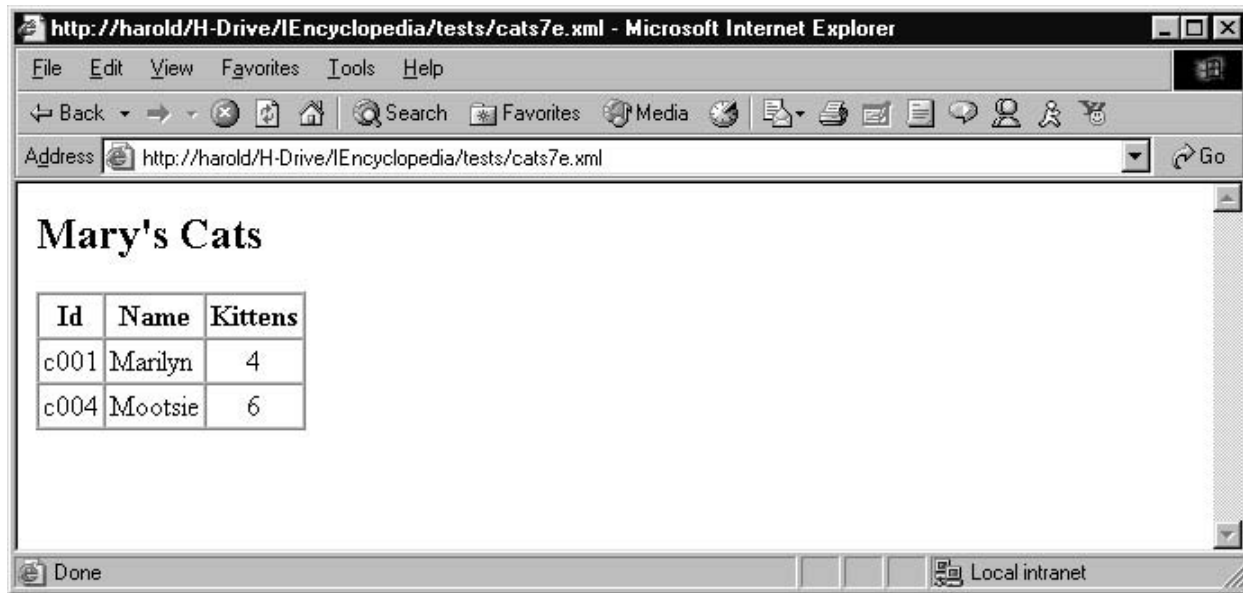 http://harold/H-Drive/IEncyclopedia/tests/cats7e.xml - Microsoft Internet Explorer
File Edit View Favorites Tools Help
Back Search Favorites Media
Address http://harold/H-Drive/IEncyclopedia/tests/cats7e.xml Go
Mary's Cats
Id Name Kittens
c001 Marilyn 4
c004 Mootsie 6
Done Local intranet